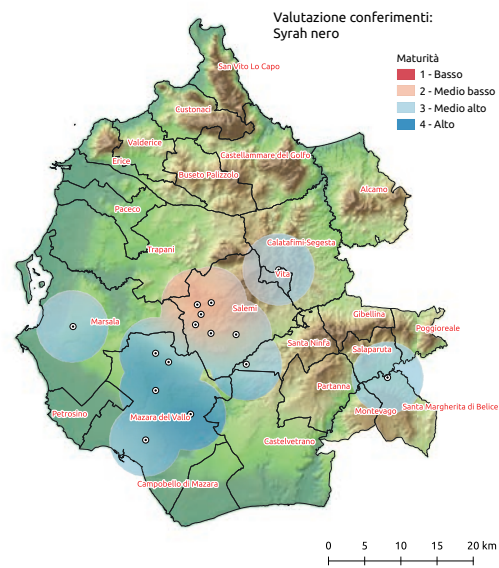 Valutazione conferimenti:
Syrah nero
Maturità
1 - Basso
2 - Medio basso
3 - Medio alto
4 - Alto
San Vito Lo Capo
Custonaci
Valderice
Castellammare del Golfo
Erice
Buseto Palizzolo
Alcamo
Paceco
Trapani
Calatafimi-Segesta
Vita
Salemi
Gibellina
Marsala
Poggioreale
Santa Ninfa
Salaparuta
Partanna
Petrosino
Mazara del Vallo
Montevago
Santa Margherita di Belice
Castelvetrano
Campobello di Mazara
0 5 10 15 20 km